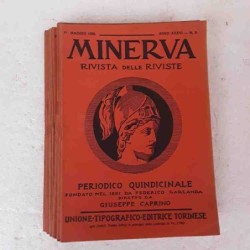 MINERVA
RIVISTA DELLE RIVISTE
PERIODICO QUINDICINALE
FONDATO NEL 1891 DA FEDERICO GARLANDA
DIRETTO DA
GIUSEPPE CAPRINO
UNIONE-TIPOGRAFICO-EDITRICE TORINESE